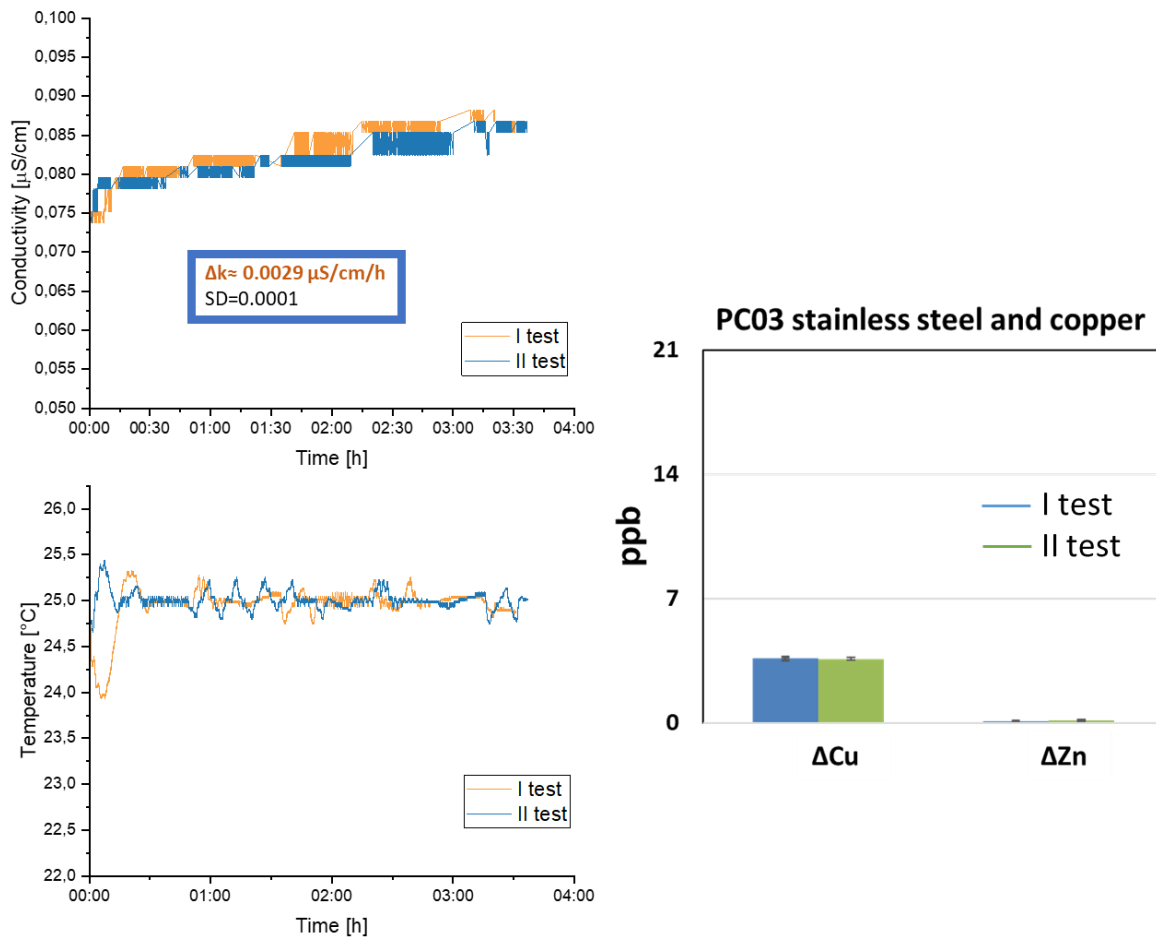 0,100
0,095
0,090
0,085
0,080
0,075
0,070
0,065
0,060
0,055
0,050
Conductivity [µS/cm]
Δk≈ 0.0029 µS/cm/h
SD=0.0001
I test
II test
00:00 00:30 01:00 01:30 02:00 02:30 03:00 03:30 04:00
Time [h]
26,0
25,5
25,0
24,5
24,0
23,5
23,0
22,5
22,0
Temperature [°C]
I test
II test
00:00 01:00 02:00 03:00 04:00
Time [h]
PC03 stainless steel and copper
21
14
7
0
ppb
I test
II test
ΔCu ΔZn